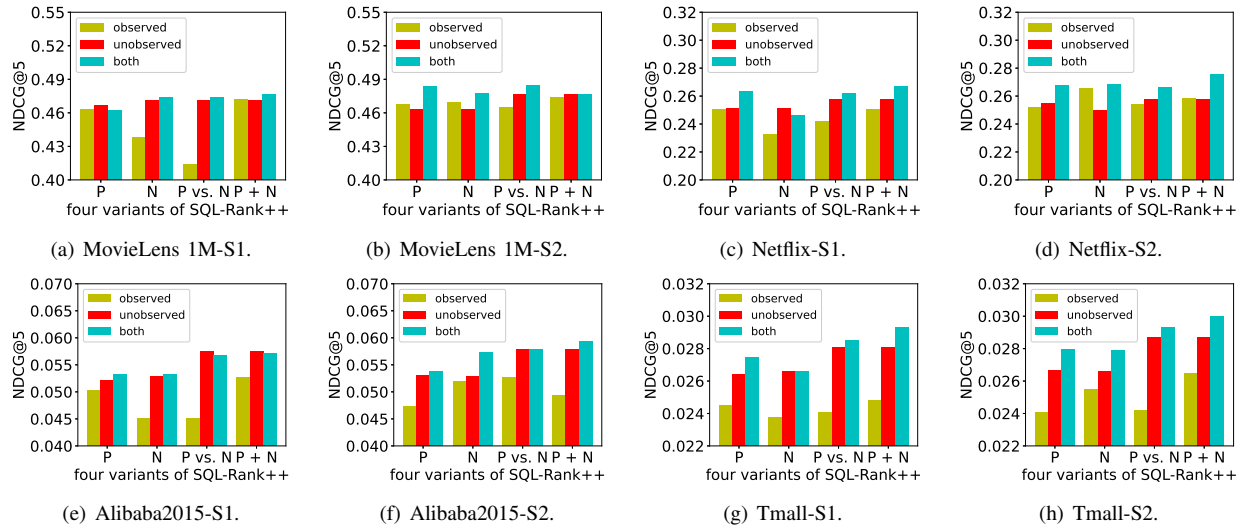 0.55
0.52
0.49
0.46
0.43
0.40
NDCG@5
observed
unobserved
both
P N P vs. N P + N
four variants of SQL-Rank++
(a) MovieLens 1M-S1.
0.55
0.52
0.49
0.46
0.43
0.40
NDCG@5
observed
unobserved
both
P N P vs. N P + N
four variants of SQL-Rank++
(b) MovieLens 1M-S2.
0.32
0.30
0.28
0.26
0.24
0.22
0.20
NDCG@5
observed
unobserved
both
P N P vs. N P + N
four variants of SQL-Rank++
(c) Netflix-S1.
0.32
0.30
0.28
0.26
0.24
0.22
0.20
NDCG@5
observed
unobserved
both
P N P vs. N P + N
four variants of SQL-Rank++
(d) Netflix-S2.
0.070
0.065
0.060
0.055
0.050
0.045
0.040
NDCG@5
observed
unobserved
both
P N P vs. N P + N
four variants of SQL-Rank++
(e) Alibaba2015-S1.
0.070
0.065
0.060
0.055
0.050
0.045
0.040
NDCG@5
observed
unobserved
both
P N P vs. N P + N
four variants of SQL-Rank++
(f) Alibaba2015-S2.
0.032
0.030
0.028
0.026
0.024
0.022
NDCG@5
observed
unobserved
both
P N P vs. N P + N
four variants of SQL-Rank++
(g) Tmall-S1.
0.032
0.030
0.028
0.026
0.024
0.022
NDCG@5
observed
unobserved
both
P N P vs. N P + N
four variants of SQL-Rank++
(h) Tmall-S2.